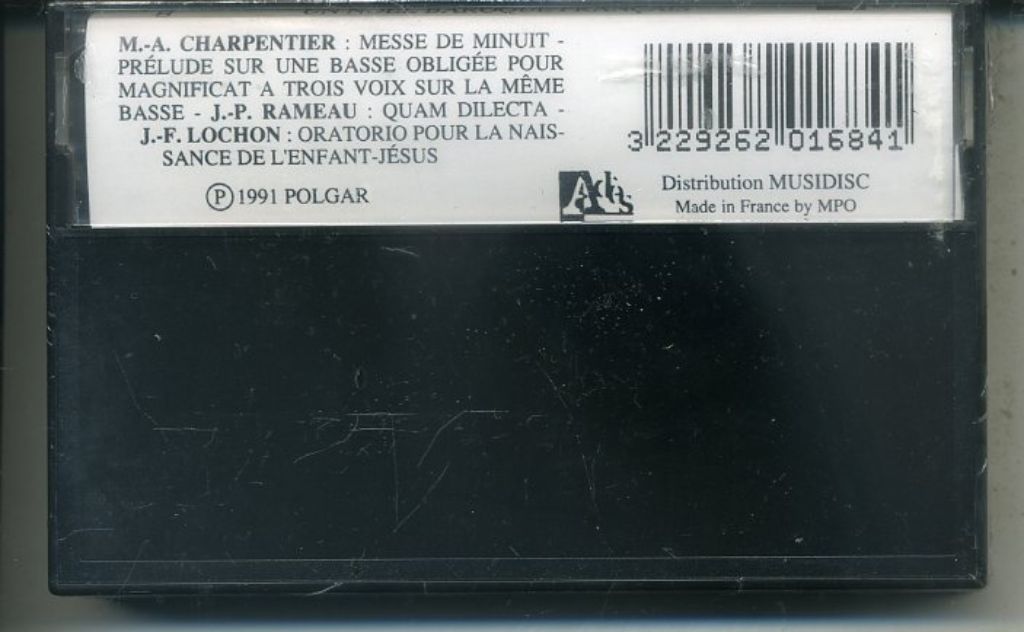 M.-A. CHARPENTIER : MESSE DE MINUIT -
PRÉLUDE SUR UNE BASSE OBLIGÉE POUR
MAGNIFICAT A TROIS VOIX SUR LA MÊME
BASSE - J.-P. RAMEAU : QUAM DILECTA -
J.-F. LOCHON : ORATORIO POUR LA NAIS-
SANCE DE L'ENFANT-JÉSUS
Ⓟ 1991 POLGAR
3 229262 016841
Adès
Distribution MUSIDISC
Made in France by MPO